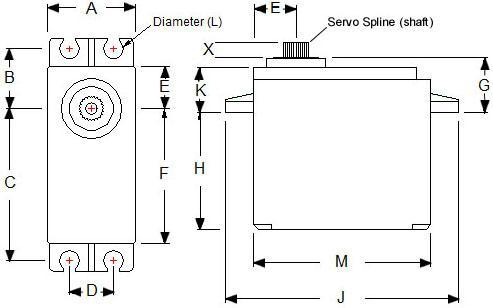 A
Diameter (L)
B
E
C
F
D
E
Servo Spline (shaft)
X
K
G
H
M
J